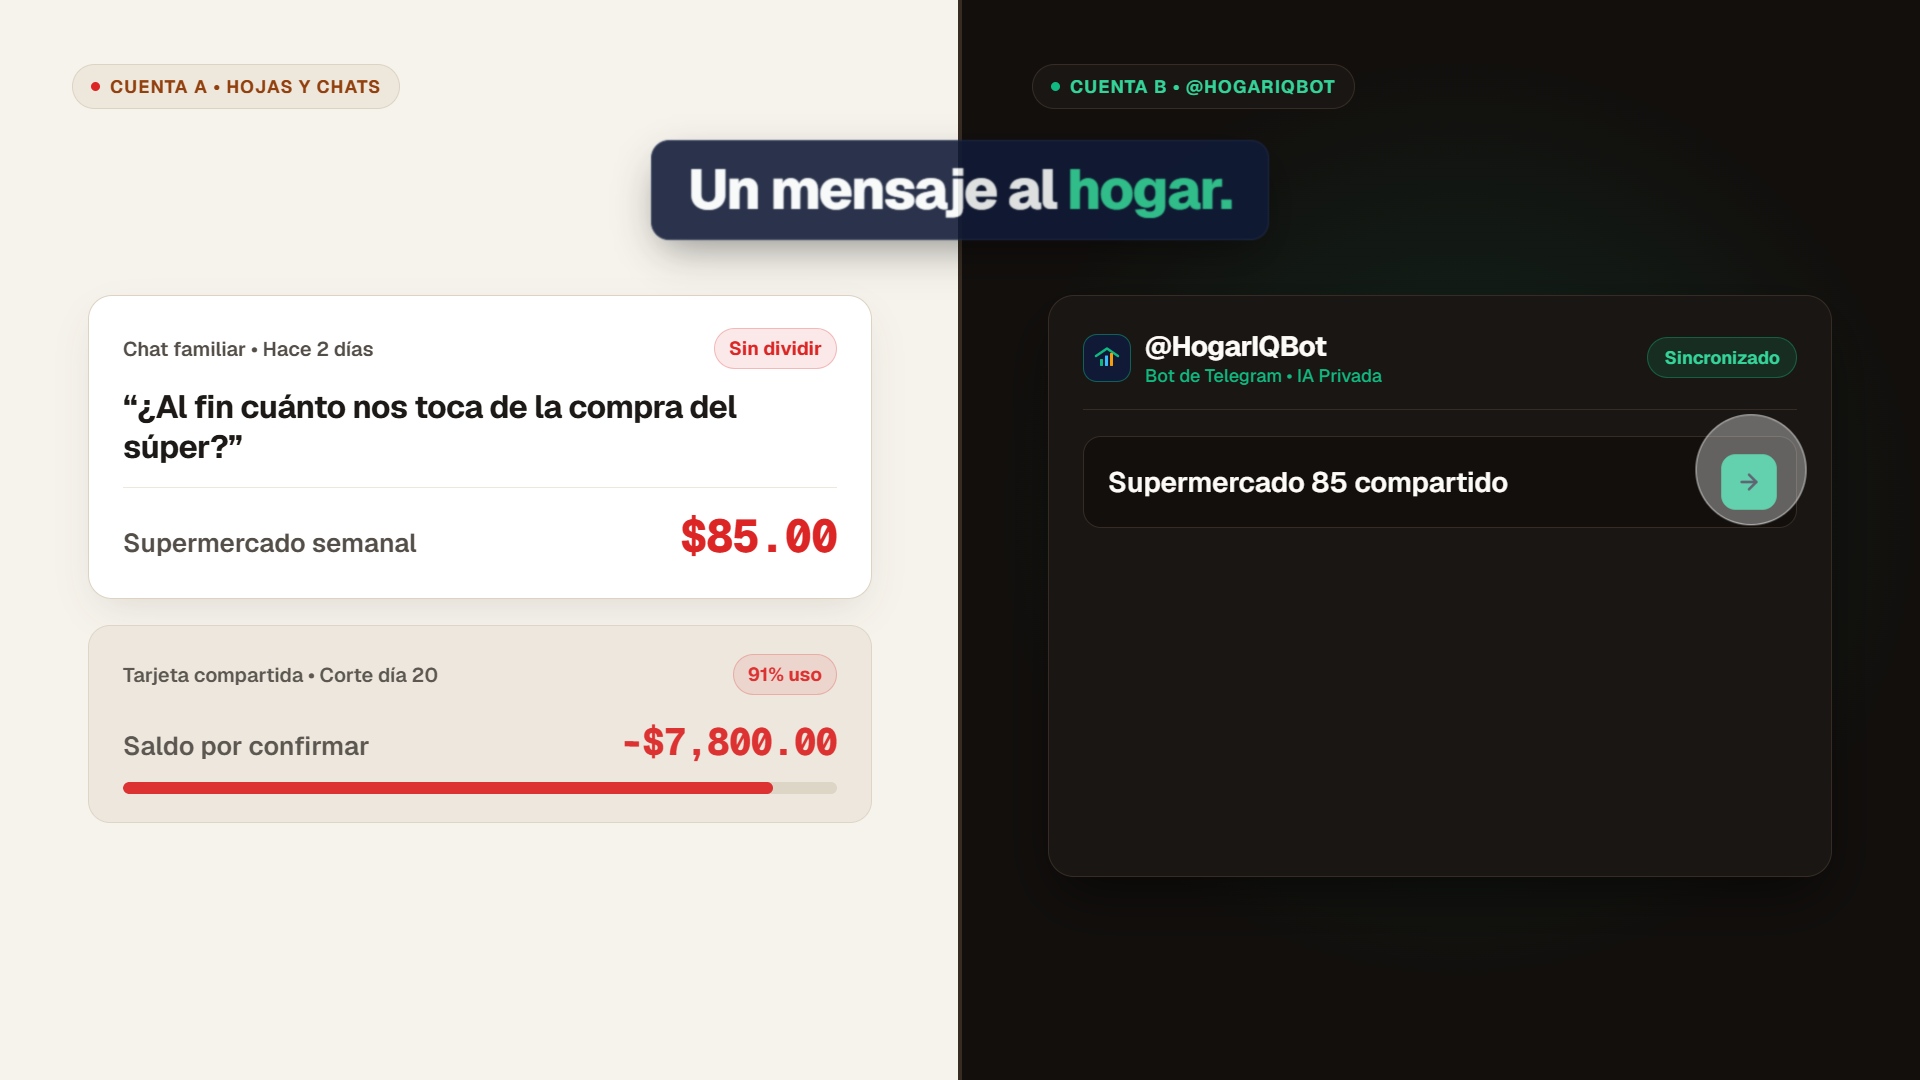 CUENTA A • HOJAS Y CHATS
CUENTA B • @HOGARIQBOT
Un mensaje al hogar.
Chat familiar • Hace 2 días
Sin dividir
“¿Al fin cuánto nos toca de la compra del
súper?”
Supermercado semanal
$85.00
Tarjeta compartida • Corte día 20
91% uso
Saldo por confirmar
-$7,800.00
@HogarIQBot
Bot de Telegram • IA Privada
Sincronizado
Supermercado 85 compartido